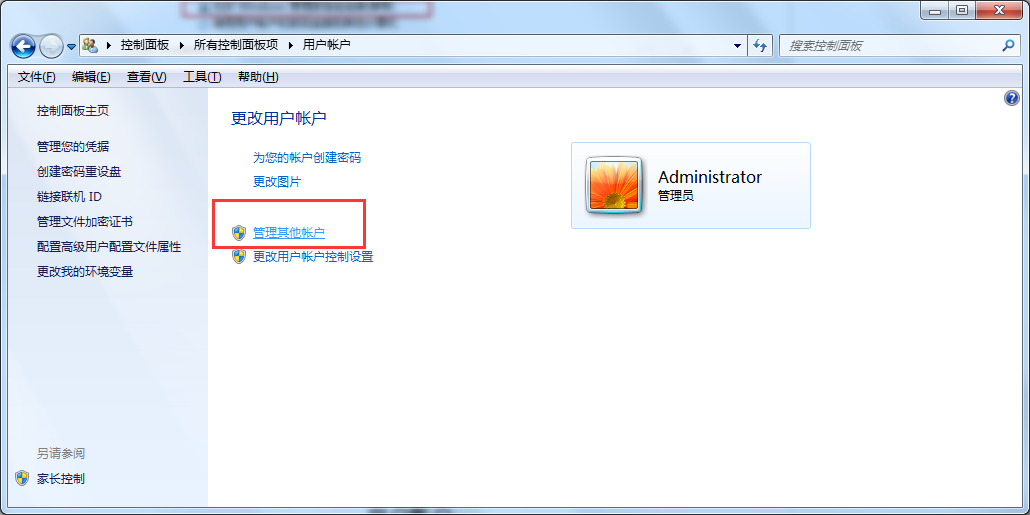 控制面板 ▸ 所有控制面板项 ▸ 用户帐户
搜索控制面板
文件(F) 编辑(E) 查看(V) 工具(T) 帮助(H)
控制面板主页
管理您的凭据
创建密码重设盘
链接联机 ID
管理文件加密证书
配置高级用户配置文件属性
更改我的环境变量
更改用户帐户
为您的帐户创建密码
更改图片
管理其他帐户
更改用户帐户控制设置
Administrator
管理员
另请参阅
家长控制